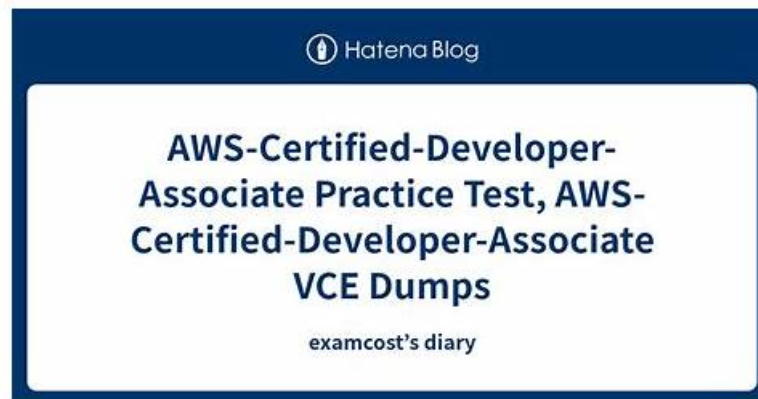 Hatena Blog
AWS-Certified-Developer-
Associate Practice Test, AWS-
Certified-Developer-Associate
VCE Dumps
examcost's diary